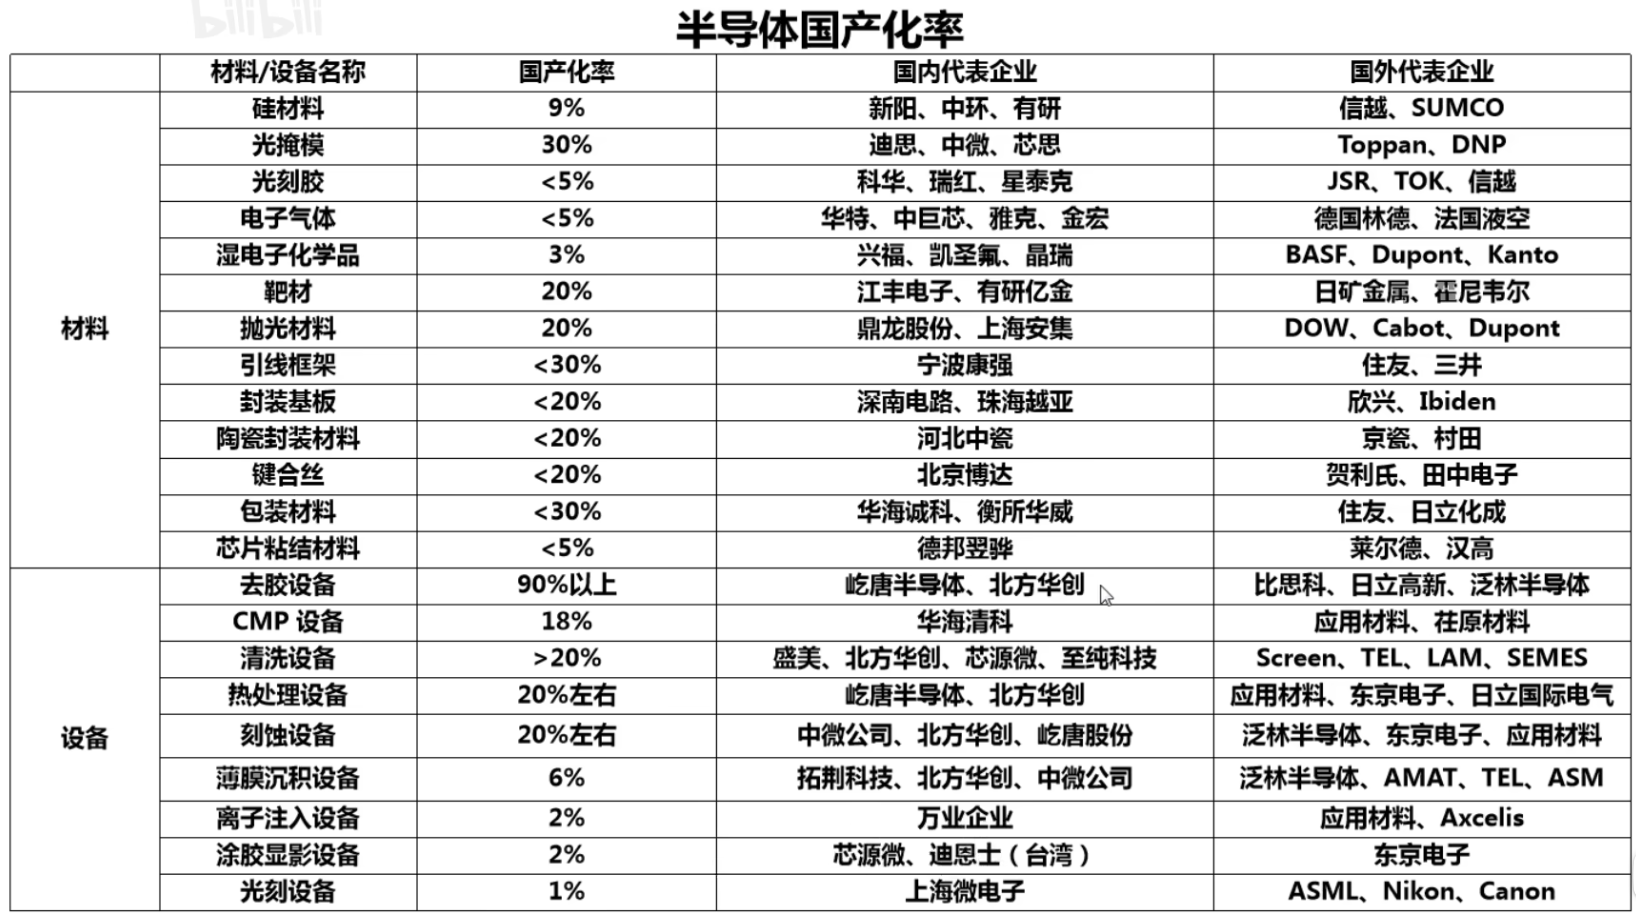 bilibili
半导体国产化率
材料/设备名称 国产化率 国内代表企业 国外代表企业
材料
硅材料 9% 新阳、中环、有研 信越、SUMCO
光掩模 30% 迪思、中微、芯思 Toppan、DNP
光刻胶 <5% 科华、瑞红、星泰克 JSR、TOK、信越
电子气体 <5% 华特、中巨芯、雅克、金宏 德国林德、法国液空
湿电子化学品 3% 兴福、凯圣氟、晶瑞 BASF、Dupont、Kanto
靶材 20% 江丰电子、有研亿金 日矿金属、霍尼韦尔
抛光材料 20% 鼎龙股份、上海安集 DOW、Cabot、Dupont
引线框架 <30% 宁波康强 住友、三井
封装基板 <20% 深南电路、珠海越亚 欣兴、Ibiden
陶瓷封装材料 <20% 河北中瓷 京瓷、村田
键合丝 <20% 北京博达 贺利氏、田中电子
包装材料 <30% 华海诚科、衡所华威 住友、日立化成
芯片粘结材料 <5% 德邦翌骅 莱尔德、汉高
设备
去胶设备 90%以上 屹唐半导体、北方华创 比思科、日立高新、泛林半导体
CMP 设备 18% 华海清科 应用材料、荏原材料
清洗设备 >20% 盛美、北方华创、芯源微、至纯科技 Screen、TEL、LAM、SEMES
热处理设备 20%左右 屹唐半导体、北方华创 应用材料、东京电子、日立国际电气
刻蚀设备 20%左右 中微公司、北方华创、屹唐股份 泛林半导体、东京电子、应用材料
薄膜沉积设备 6% 拓荆科技、北方华创、中微公司 泛林半导体、AMAT、TEL、ASM
离子注入设备 2% 万业企业 应用材料、Axcelis
涂胶显影设备 2% 芯源微、迪恩士（台湾） 东京电子
光刻设备 1% 上海微电子 ASML、Nikon、Canon